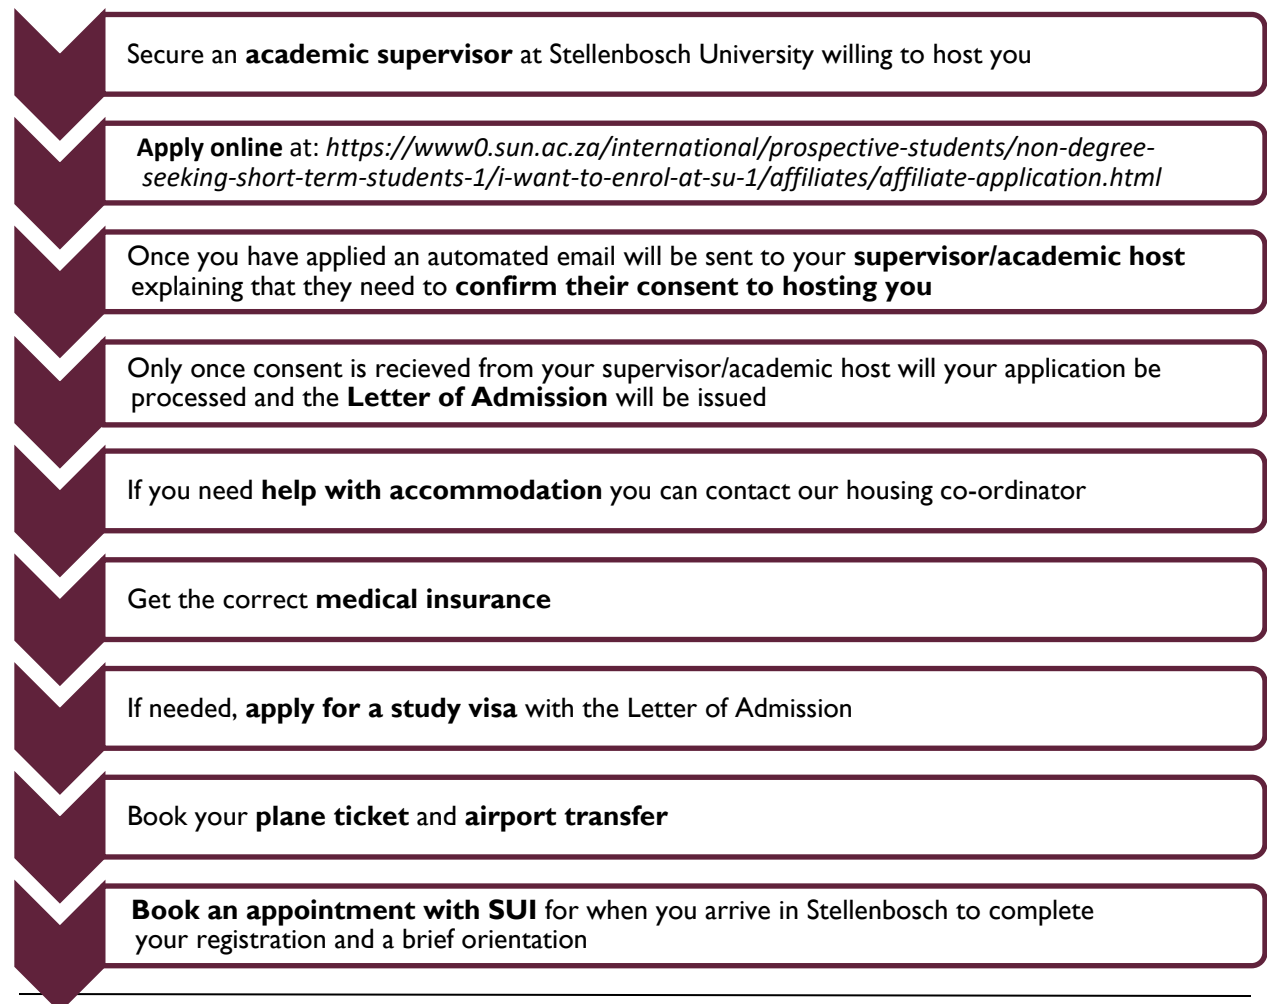 Secure an academic supervisor at Stellenbosch University willing to host you
Apply online at: https://www0.sun.ac.za/international/prospective-students/non-degree-
seeking-short-term-students-1/i-want-to-enrol-at-su-1/affiliates/affiliate-application.html
Once you have applied an automated email will be sent to your supervisor/academic host
explaining that they need to confirm their consent to hosting you
Only once consent is recieved from your supervisor/academic host will your application be
processed and the Letter of Admission will be issued
If you need help with accommodation you can contact our housing co-ordinator
Get the correct medical insurance
If needed, apply for a study visa with the Letter of Admission
Book your plane ticket and airport transfer
Book an appointment with SUI for when you arrive in Stellenbosch to complete
your registration and a brief orientation